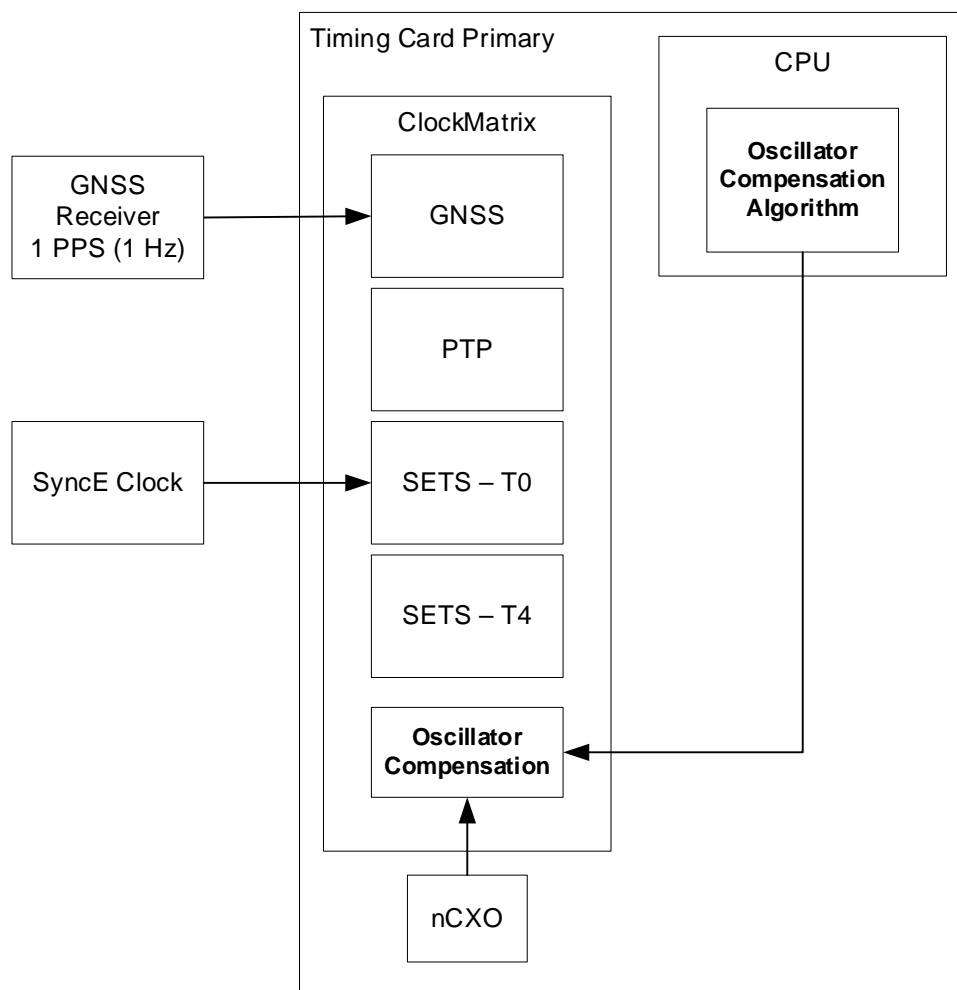 Timing Card Primary
CPU
Oscillator
Compensation
Algorithm
ClockMatrix
GNSS
Receiver
1 PPS (1 Hz)
GNSS
PTP
SyncE Clock
SETS – T0
SETS – T4
Oscillator
Compensation
nCXO